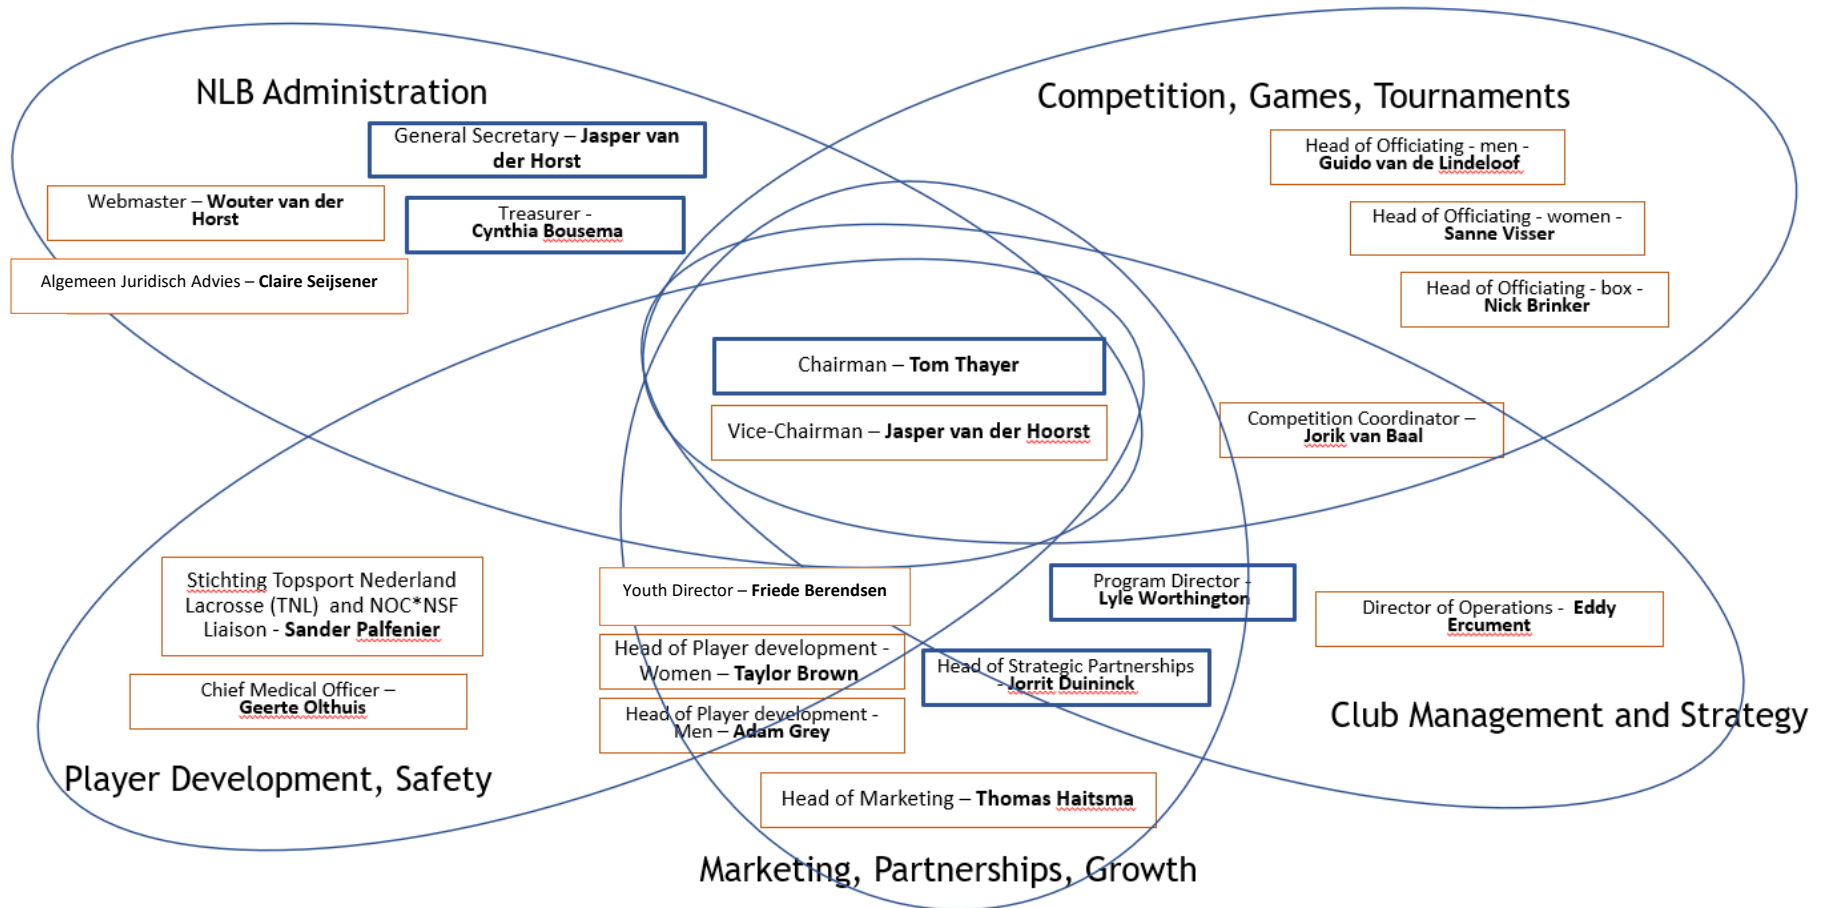 NLB Administration
General Secretary – Jasper van
der Horst
Webmaster – Wouter van der
Horst
Treasurer -
Cynthia Bousema
Algemeen Juridisch Advies – Claire Seijsener
Competition, Games, Tournaments
Head of Officiating - men -
Guido van de Lindeloof
Head of Officiating - women -
Sanne Visser
Head of Officiating - box -
Nick Brinker
Chairman – Tom Thayer
Vice-Chairman – Jasper van der Hoorst
Competition Coordinator –
Jorik van Baal
Stichting Topsport Nederland
Lacrosse (TNL) and NOC*NSF
Liaison - Sander Palfenier
Chief Medical Officer –
Geerte Olthuis
Player Development, Safety
Youth Director – Friede Berendsen
Head of Player development -
Women – Taylor Brown
Head of Player development -
Men – Adam Grey
Program Director -
Lyle Worthington
Head of Strategic Partnerships
- Jorrit Duininck
Director of Operations - Eddy
Ercument
Club Management and Strategy
Head of Marketing – Thomas Haitsma
Marketing, Partnerships, Growth